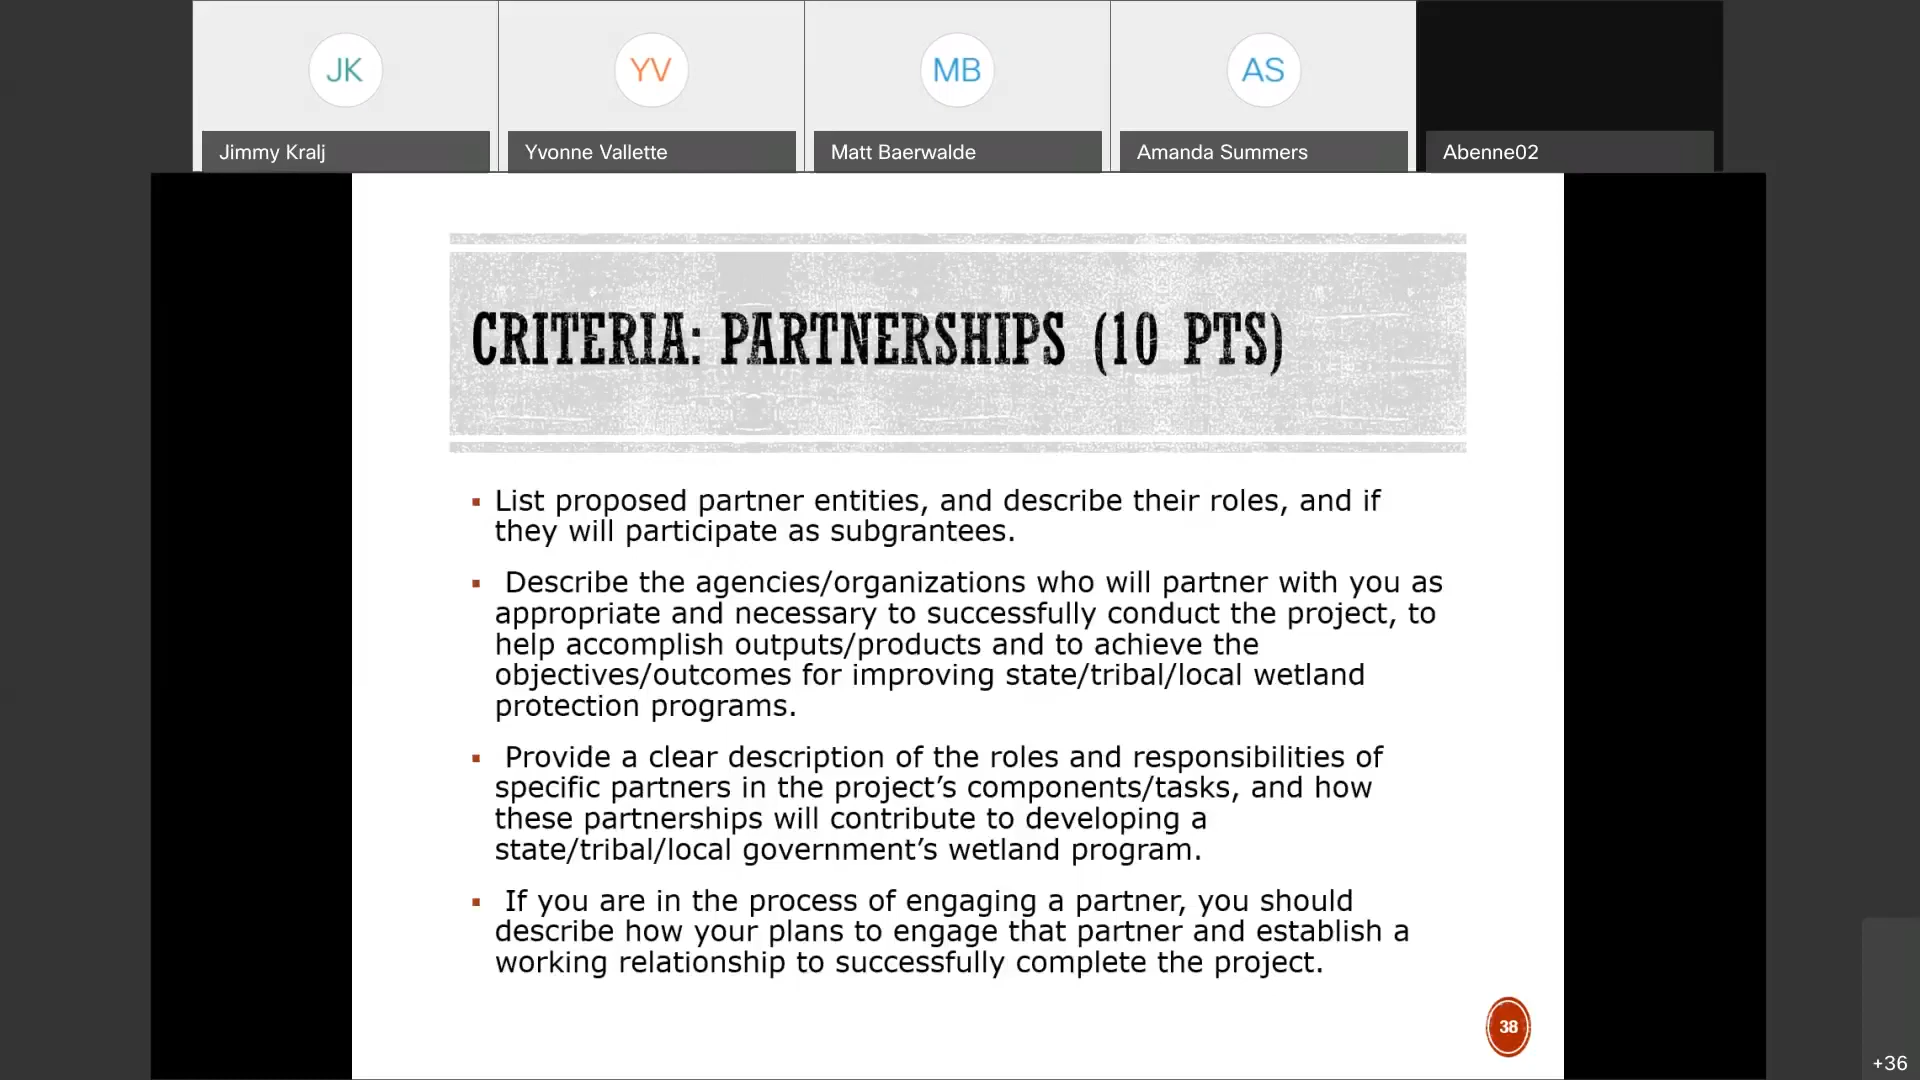 JK
YV
MB
AS
Jimmy Kralj
Yvonne Vallette
Matt Baerwalde
Amanda Summers
Abenne02
CRITERIA: PARTNERSHIPS (10 PTS)
▪ List proposed partner entities, and describe their roles, and if
they will participate as subgrantees.
▪ Describe the agencies/organizations who will partner with you as
appropriate and necessary to successfully conduct the project, to
help accomplish outputs/products and to achieve the
objectives/outcomes for improving state/tribal/local wetland
protection programs.
▪ Provide a clear description of the roles and responsibilities of
specific partners in the project’s components/tasks, and how
these partnerships will contribute to developing a
state/tribal/local government’s wetland program.
▪ If you are in the process of engaging a partner, you should
describe how your plans to engage that partner and establish a
working relationship to successfully complete the project.
38
+36